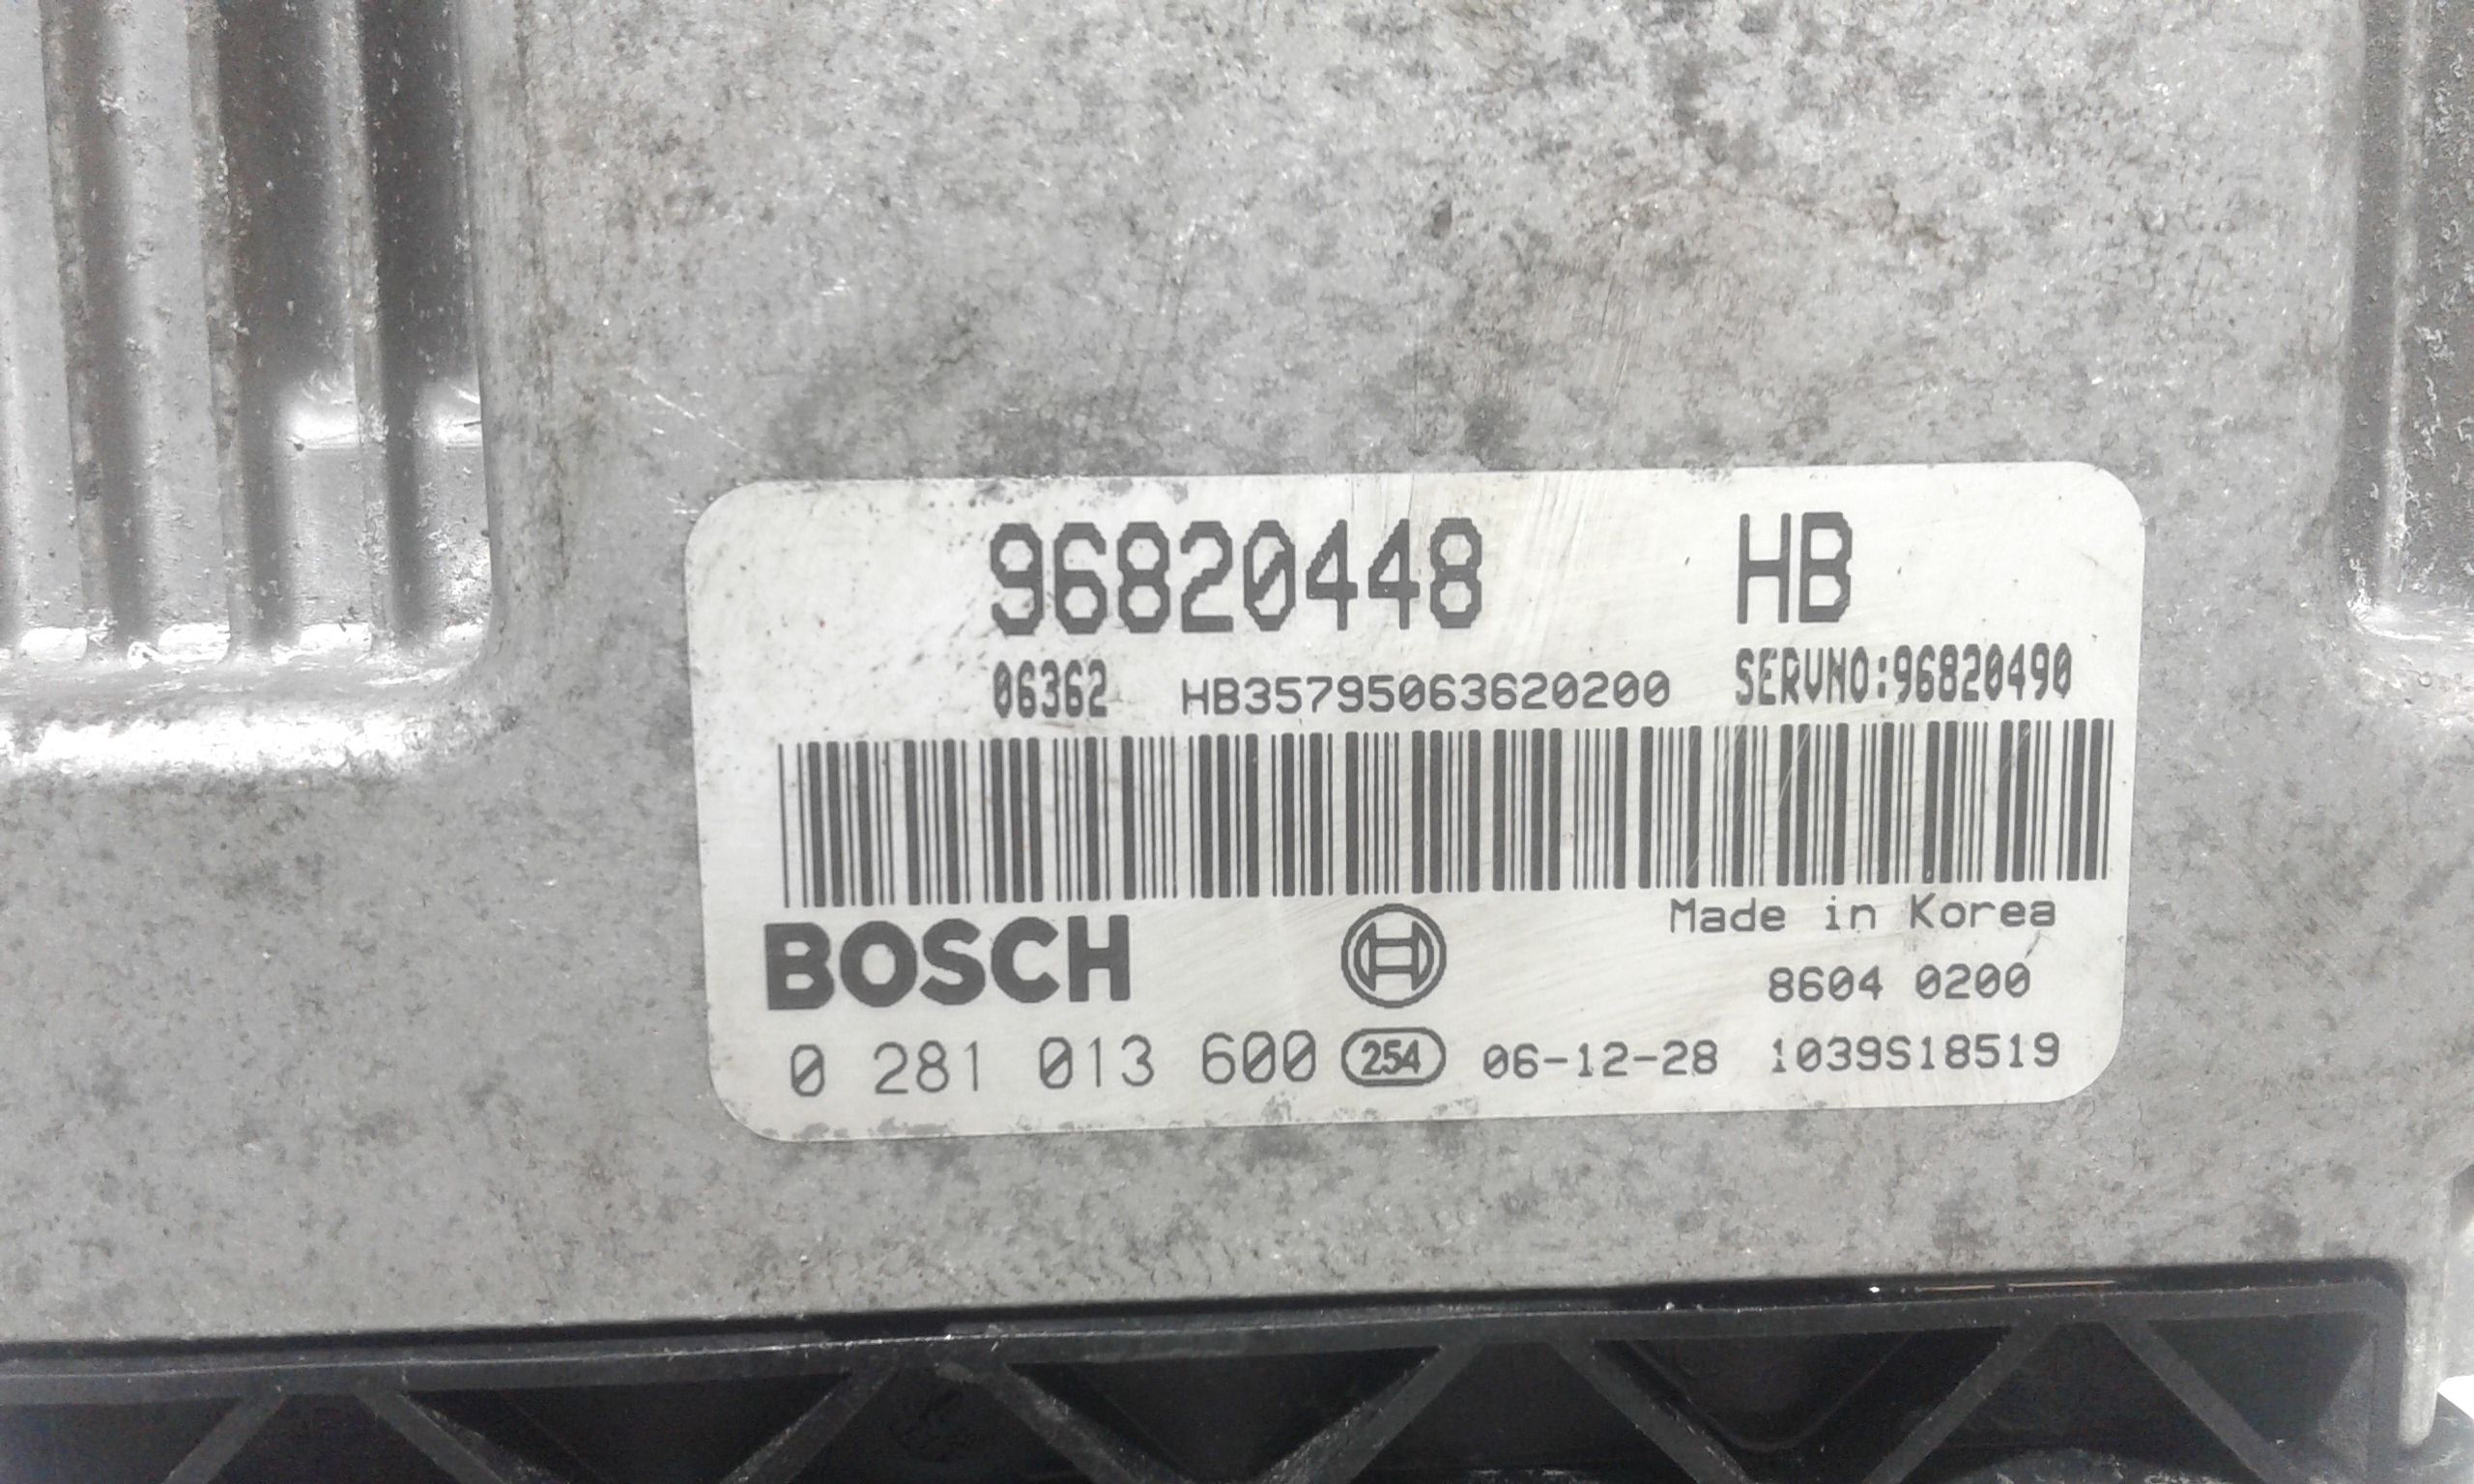 96820448 HB
06362 HB35795063620200 SERVNO:96820490
BOSCH
Made in Korea
8604 0200
0 281 013 600 254 06-12-28 1039S18519